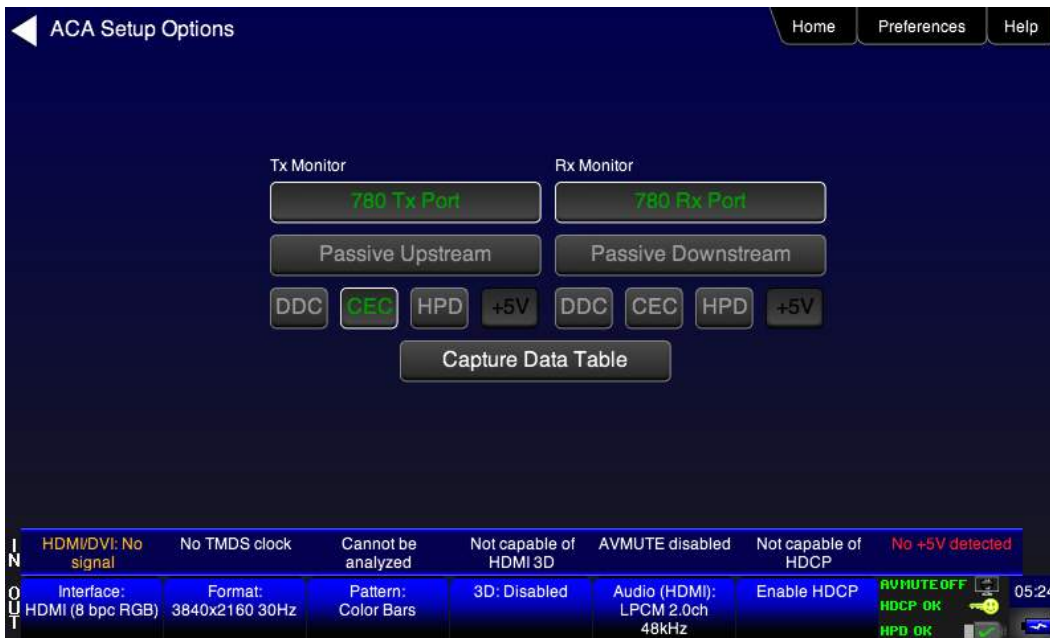 ACA Setup Options
Home
Preferences
Help
Tx Monitor
Rx Monitor
780 Tx Port
780 Rx Port
Passive Upstream
Passive Downstream
DDC
CEC
HPD
+5V
DDC
CEC
HPD
+5V
Capture Data Table
IN
HDMI/DVI: No
signal
No TMDS clock
Cannot be
analyzed
Not capable of
HDMI 3D
AVMUTE disabled
Not capable of
HDCP
No +5V detected
OUT
Interface:
HDMI (8 bpc RGB)
Format:
3840x2160 30Hz
Pattern:
Color Bars
3D: Disabled
Audio (HDMI):
LPCM 2.0ch
48kHz
Enable HDCP
AVMUTE OFF
HDCP OK
HPD OK
05:24